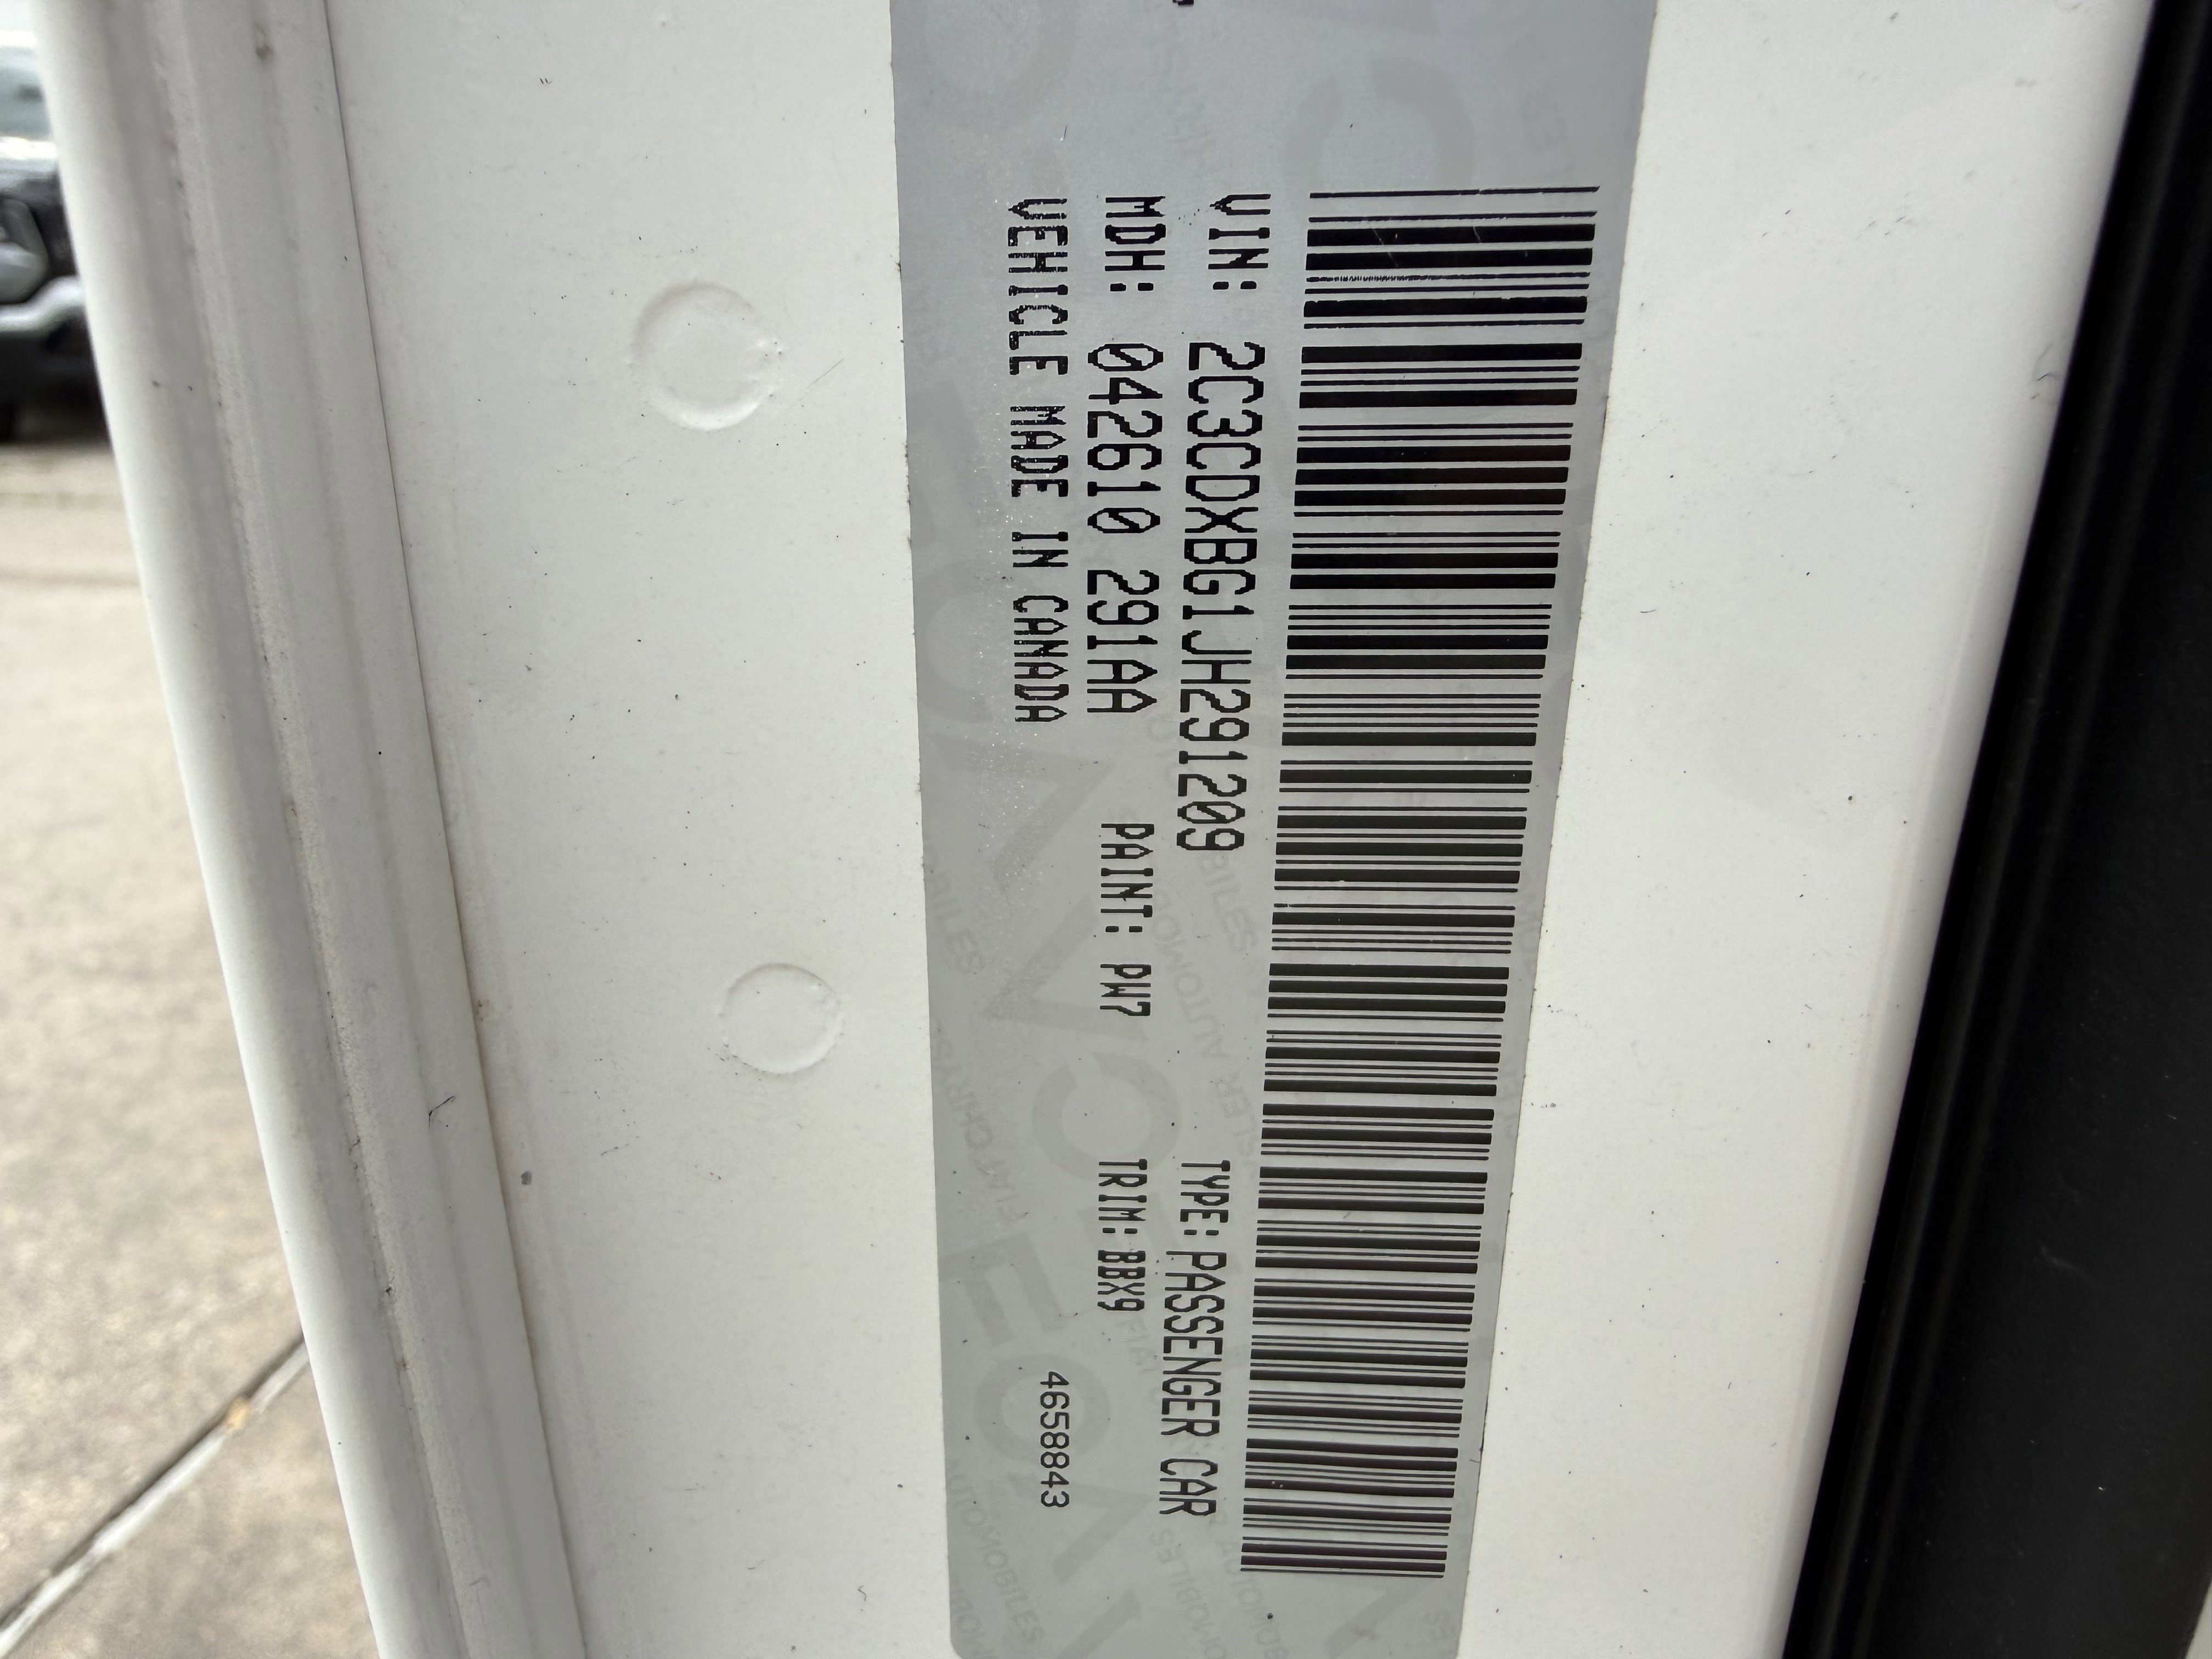 VIN: 2C3CDXBG1JH291209 TYPE: PASSENGER CAR
MDH: 042610 291AA PAINT: PW7 TRIM: BBX9
VEHICLE MADE IN CANADA
4658843